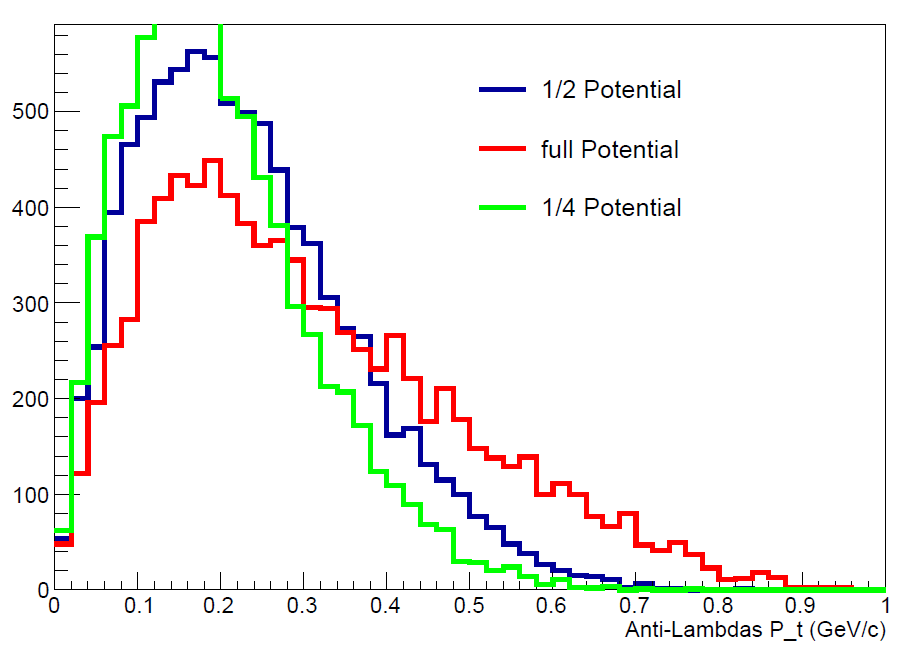 500
400
300
200
100
0
1/2 Potential
full Potential
1/4 Potential
0 0.1 0.2 0.3 0.4 0.5 0.6 0.7 0.8 0.9 1
Anti-Lambdas P_t (GeV/c)